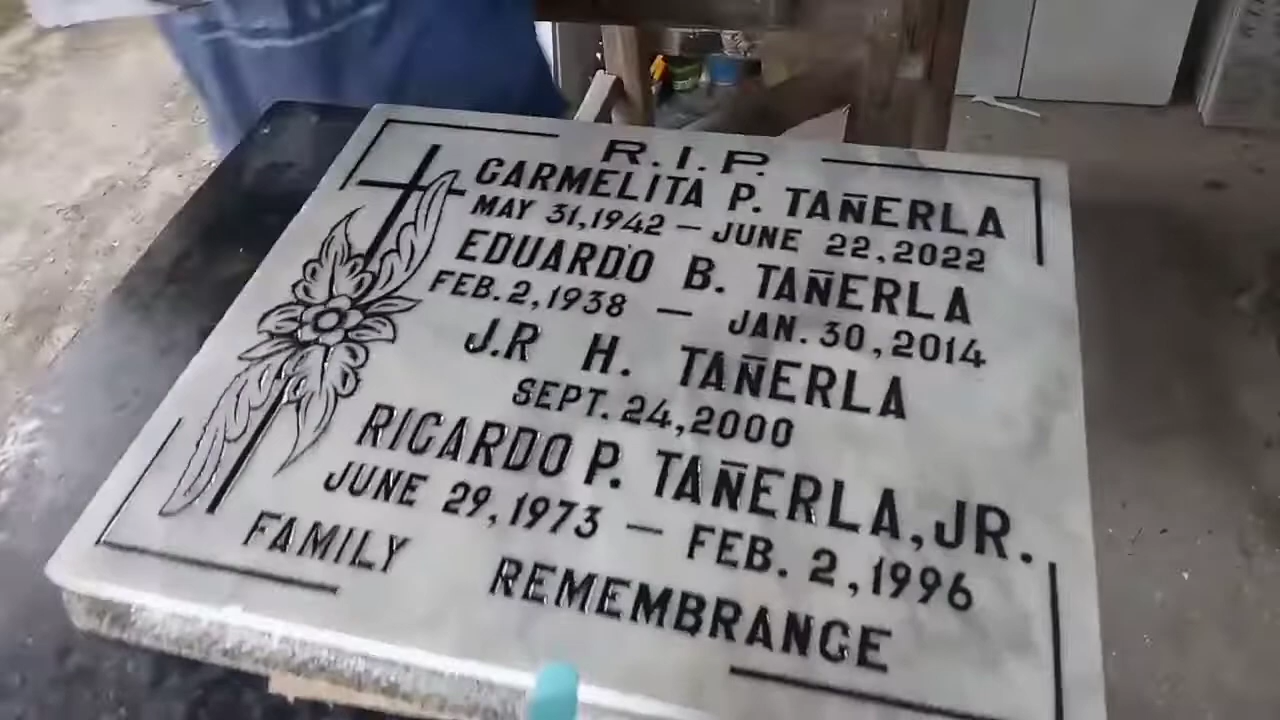 R.I.P.
CARMELITA P. TAÑERLA
MAY 31,1942 – JUNE 22,2022
EDUARDO B. TAÑERLA
FEB.2,1938 – JAN.30,2014
J.R H. TAÑERLA
SEPT.24,2000
RICARDO P. TAÑERLA,JR.
JUNE 29,1973 – FEB.2,1996
FAMILY REMEMBRANCE